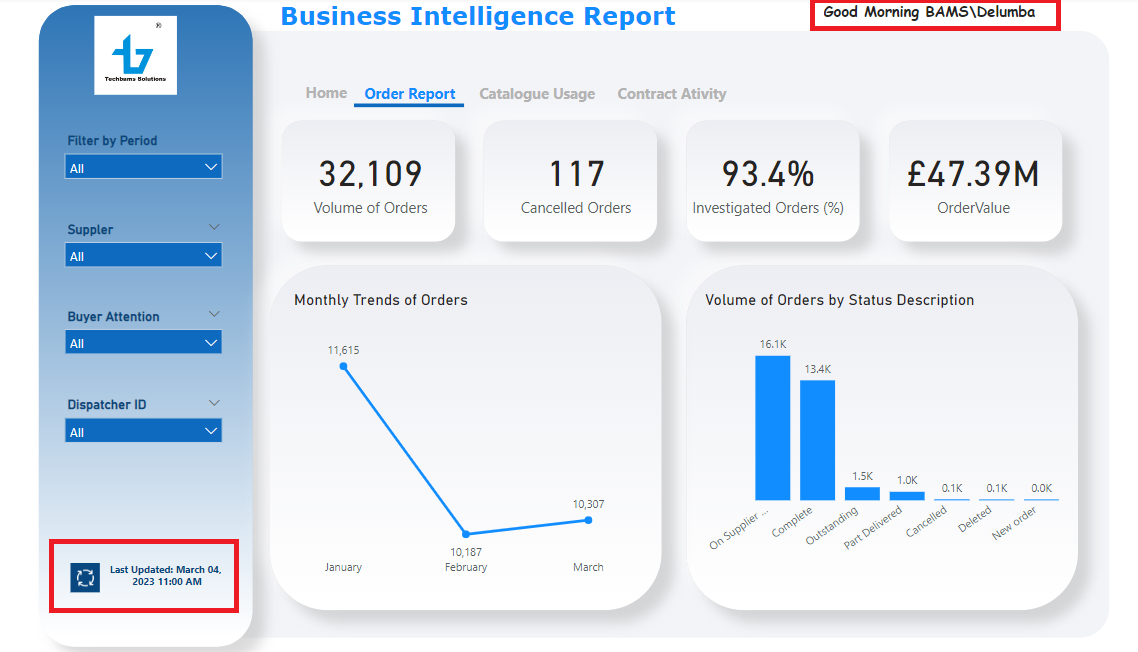 Business Intelligence Report
Good Morning BAMS\Delumba
®
Techbams Solutions
Home
Order Report
Catalogue Usage
Contract Ativity
Filter by Period
All
Suppler
All
Buyer Attention
All
Dispatcher ID
All
Last Updated: March 04,
2023 11:00 AM
32,109
Volume of Orders
117
Cancelled Orders
93.4%
Investigated Orders (%)
£47.39M
OrderValue
Monthly Trends of Orders
11,615
10,187
10,307
January
February
March
Volume of Orders by Status Description
16.1K
13.4K
1.5K
1.0K
0.1K
0.1K
0.0K
On Supplier ...
Complete
Outstanding
Part Delivered
Cancelled
Deleted
New order